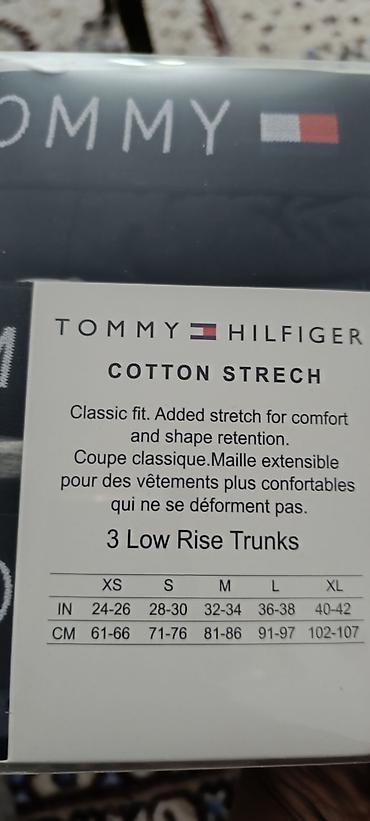 OMMY
TOMMY HILFIGER
COTTON STRECH
Classic fit. Added stretch for comfort
and shape retention.
Coupe classique.Maille extensible
pour des vêtements plus confortables
qui ne se déforment pas.
3 Low Rise Trunks
XS S M L XL
IN 24-26 28-30 32-34 36-38 40-42
CM 61-66 71-76 81-86 91-97 102-107